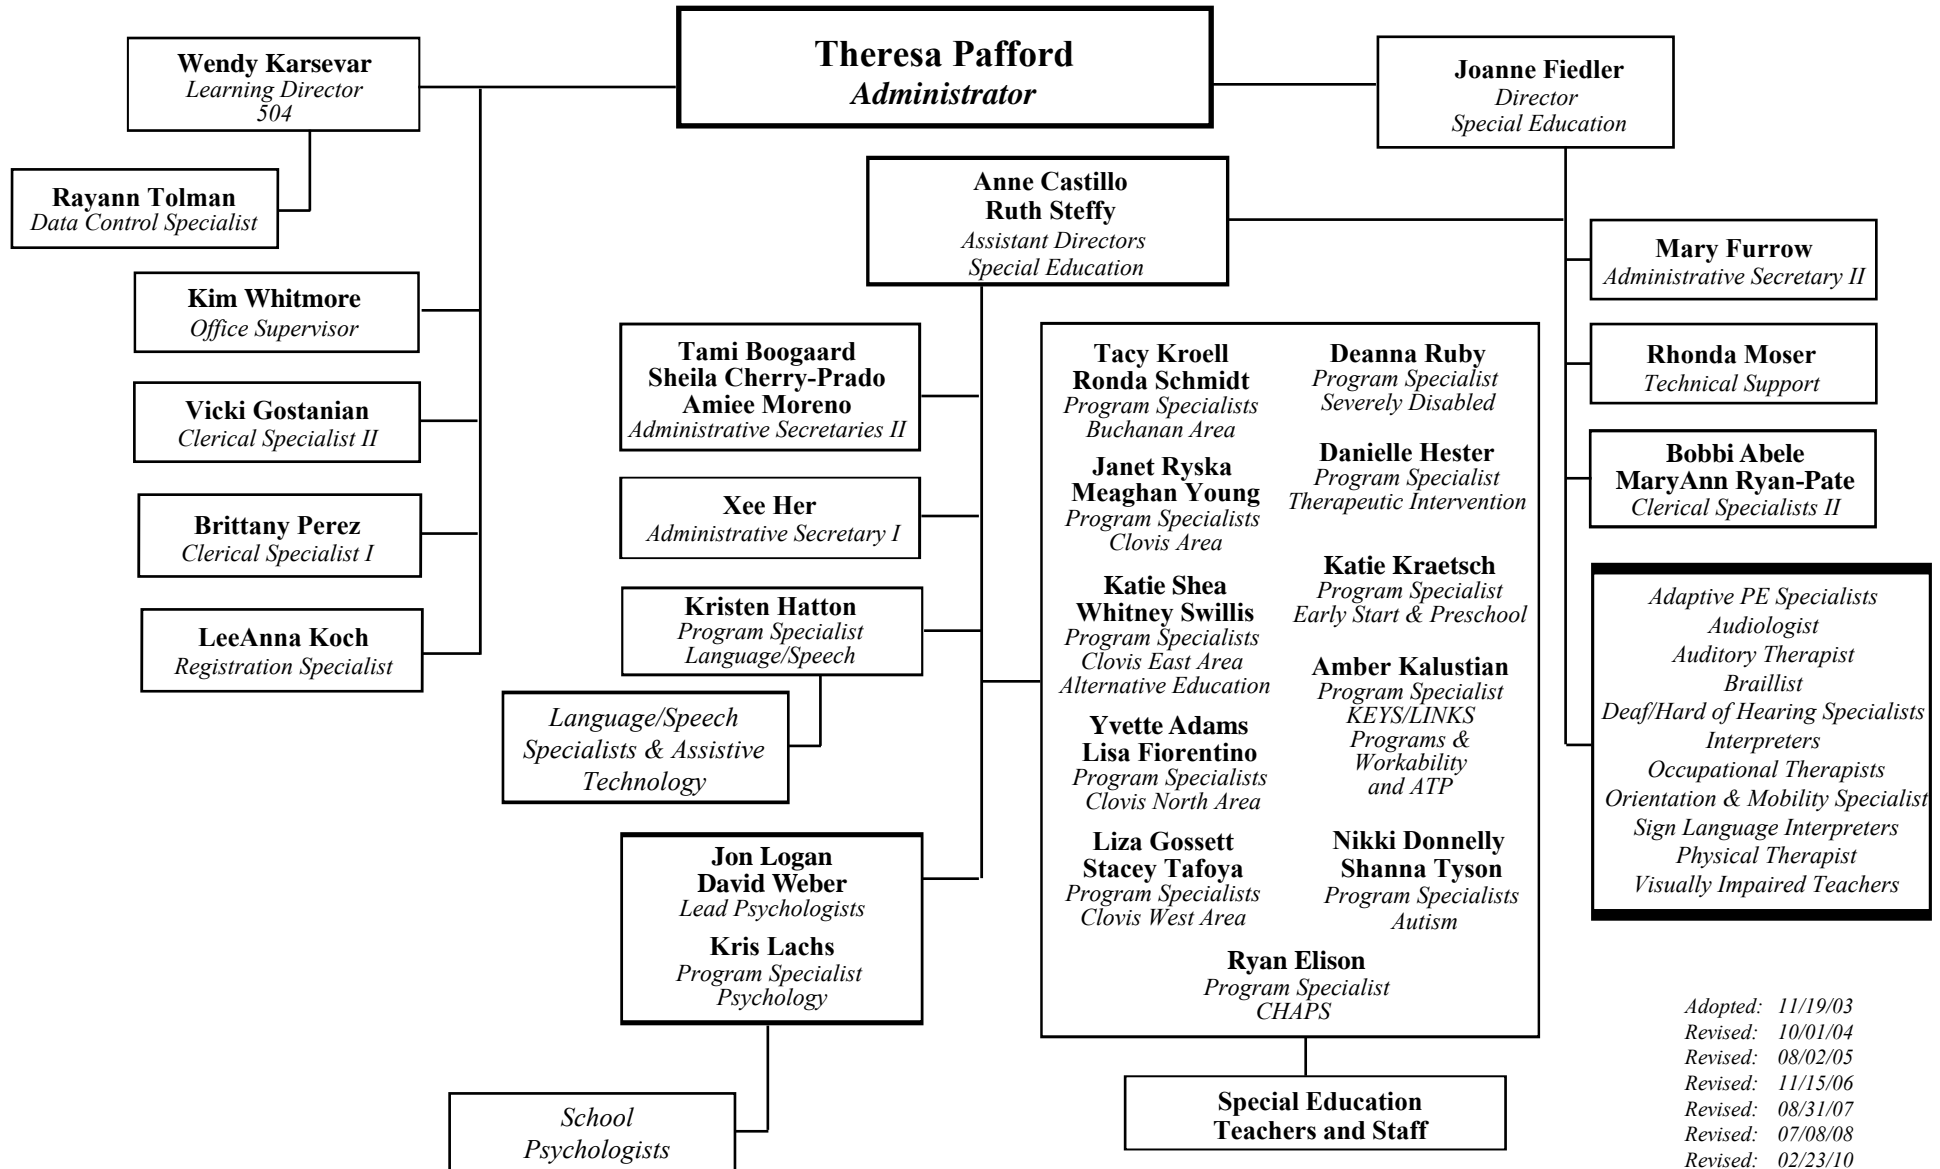 Theresa Pafford
Administrator
Wendy Karsevar
Learning Director
504
Rayann Tolman
Data Control Specialist
Kim Whitmore
Office Supervisor
Vicki Gostanian
Clerical Specialist II
Brittany Perez
Clerical Specialist I
LeeAnna Koch
Registration Specialist
Joanne Fiedler
Director
Special Education
Anne Castillo
Ruth Steffy
Assistant Directors
Special Education
Tami Boogaard
Sheila Cherry-Prado
Amiee Moreno
Administrative Secretaries II
Xee Her
Administrative Secretary I
Kristen Hatton
Program Specialist
Language/Speech
Language/Speech
Specialists & Assistive
Technology
Jon Logan
David Weber
Lead Psychologists
Kris Lachs
Program Specialist
Psychology
School
Psychologists
Tacy Kroell
Ronda Schmidt
Program Specialists
Buchanan Area
Janet Ryska
Meaghan Young
Program Specialists
Clovis Area
Katie Shea
Whitney Swillis
Program Specialists
Clovis East Area
Alternative Education
Yvette Adams
Lisa Fiorentino
Program Specialists
Clovis North Area
Liza Gossett
Stacey Tafoya
Program Specialists
Clovis West Area
Deanna Ruby
Program Specialist
Severely Disabled
Danielle Hester
Program Specialist
Therapeutic Intervention
Katie Kraetsch
Program Specialist
Early Start & Preschool
Amber Kalustian
Program Specialist
KEYS/LINKS
Programs &
Workability
and ATP
Nikki Donnelly
Shanna Tyson
Program Specialists
Autism
Ryan Elison
Program Specialist
CHAPS
Special Education
Teachers and Staff
Mary Furrow
Administrative Secretary II
Rhonda Moser
Technical Support
Bobbi Abele
MaryAnn Ryan-Pate
Clerical Specialists II
Adaptive PE Specialists
Audiologist
Auditory Therapist
Braillist
Deaf/Hard of Hearing Specialists
Interpreters
Occupational Therapists
Orientation & Mobility Specialist
Sign Language Interpreters
Physical Therapist
Visually Impaired Teachers
Adopted: 11/19/03
Revised: 10/01/04
Revised: 08/02/05
Revised: 11/15/06
Revised: 08/31/07
Revised: 07/08/08
Revised: 02/23/10